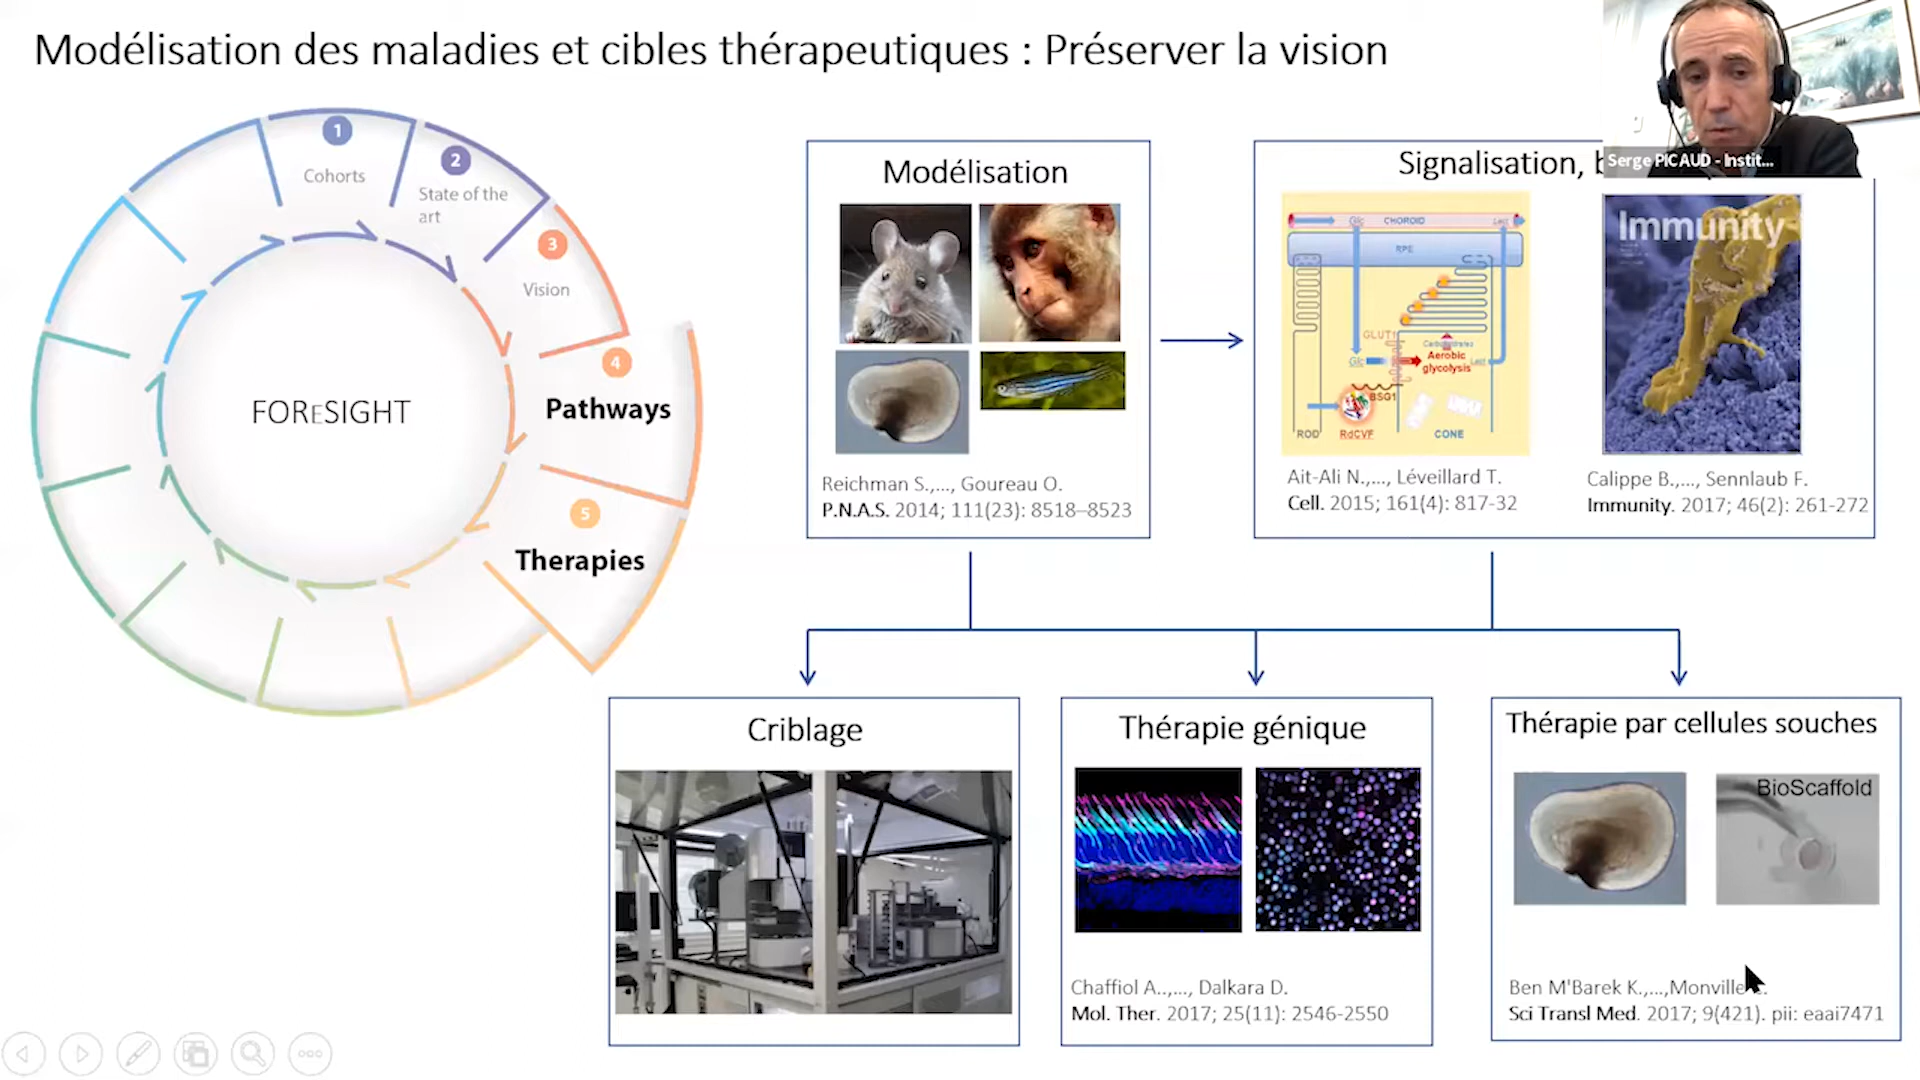 Modélisation des maladies et cibles thérapeutiques : Préserver la vision
Serge PICAUD - Instit...
1
Cohorts
2
State of the
art
3
Vision
4
Pathways
5
Therapies
FORESIGHT
Modélisation
Reichman S.,..., Goureau O.
P.N.A.S. 2014; 111(23): 8518–8523
Signalisation, b
Glc CHOROID Lact
RPE
GLUT1
Carbohydrates
Glc Aerobic Lact
glycolysis
BSG1
ROD RdCVF CONE
Immunity
Ait-Ali N.,..., Léveillard T.
Cell. 2015; 161(4): 817-32
Calippe B.,..., Sennlaub F.
Immunity. 2017; 46(2): 261-272
Criblage
Thérapie génique
Chaffiol A..,..., Dalkara D.
Mol. Ther. 2017; 25(11): 2546-2550
Thérapie par cellules souches
BioScaffold
Ben M'Barek K.,...,Monville
Sci Transl Med. 2017; 9(421). pii: eaai7471